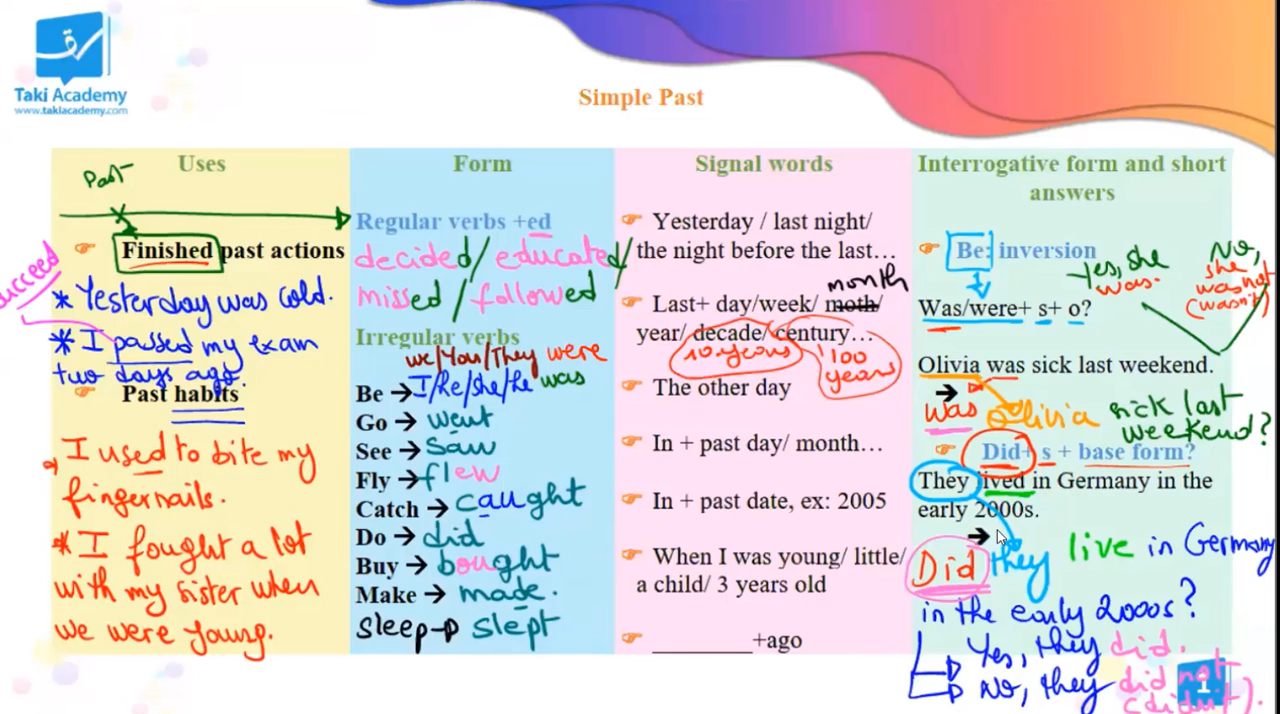 Taki Academy
www.takiacademy.com
Simple Past
Uses
Past
Finished past actions
succeed
* Yesterday was cold.
* I passed my exam
two days ago.
Past habits
I used to bite my
fingernails.
* I fought a lot
with my sister when
we were young.
Form
Regular verbs +ed
decided / educated /
missed / followed
Irregular verbs
we/You/They were
Be → I/he/she/he was
Go → went
See → saw
Fly → flew
Catch → caught
Do → did
Buy → bought
Make → made.
sleep → slept
Signal words
Yesterday / last night/
the night before the last…
month
Last+ day/week/ moth/
year/ decade/ century…
10 years
100
years
The other day
In + past day/ month…
In + past date, ex: 2005
When I was young/ little/
a child/ 3 years old
_________+ago
Interrogative form and short
answers
Be: inversion
Yes, she
was.
No,
she
was not
(wasn't)
Was/were+ s+ o?
Olivia was sick last weekend.
→
was Olivia sick last
weekend?
Did+ s + base form?
They lived in Germany in the
early 2000s.
→
Did they live in Germany
in the early 2000s?
Yes, they did.
No, they did not
(didn't).
1